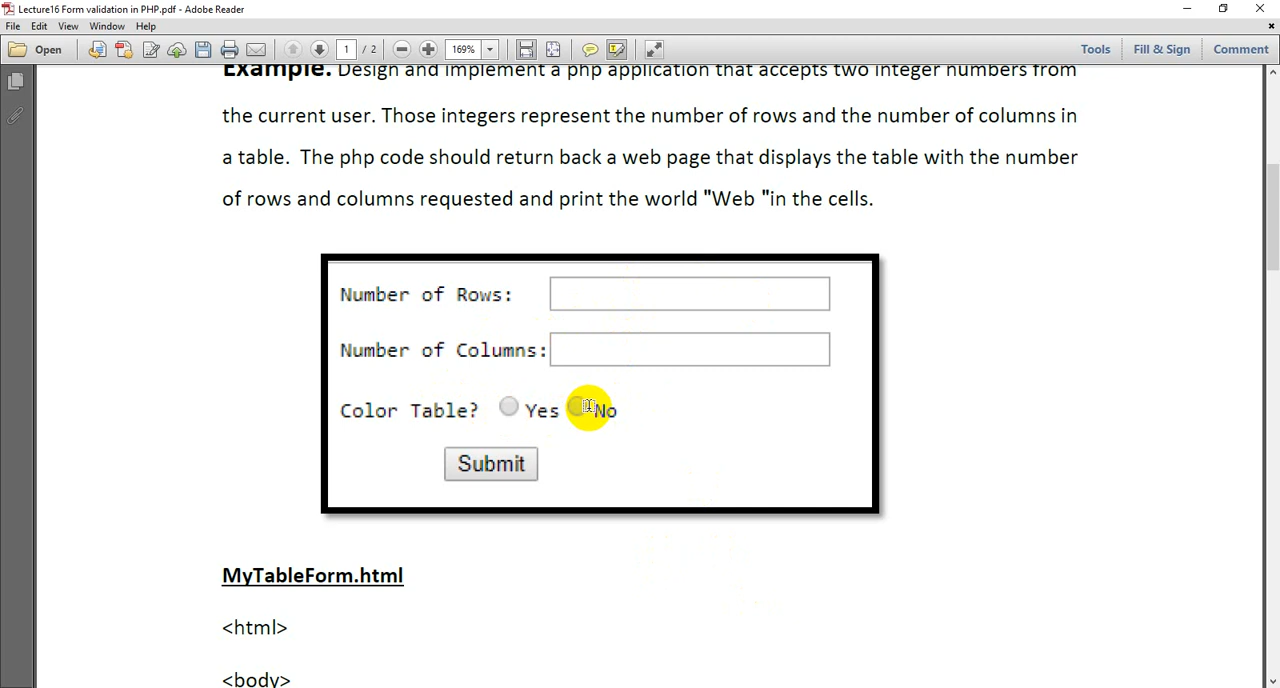 Lecture16 Form validation in PHP.pdf - Adobe Reader
File Edit View Window Help
Open 1 / 2 169% Tools Fill & Sign Comment
Example: Design and implement a php application that accepts two integer numbers from
the current user. Those integers represent the number of rows and the number of columns in
a table. The php code should return back a web page that displays the table with the number
of rows and columns requested and print the world "Web "in the cells.
Number of Rows:
Number of Columns:
Color Table? Yes No
Submit
MyTableForm.html
<html>
<body>